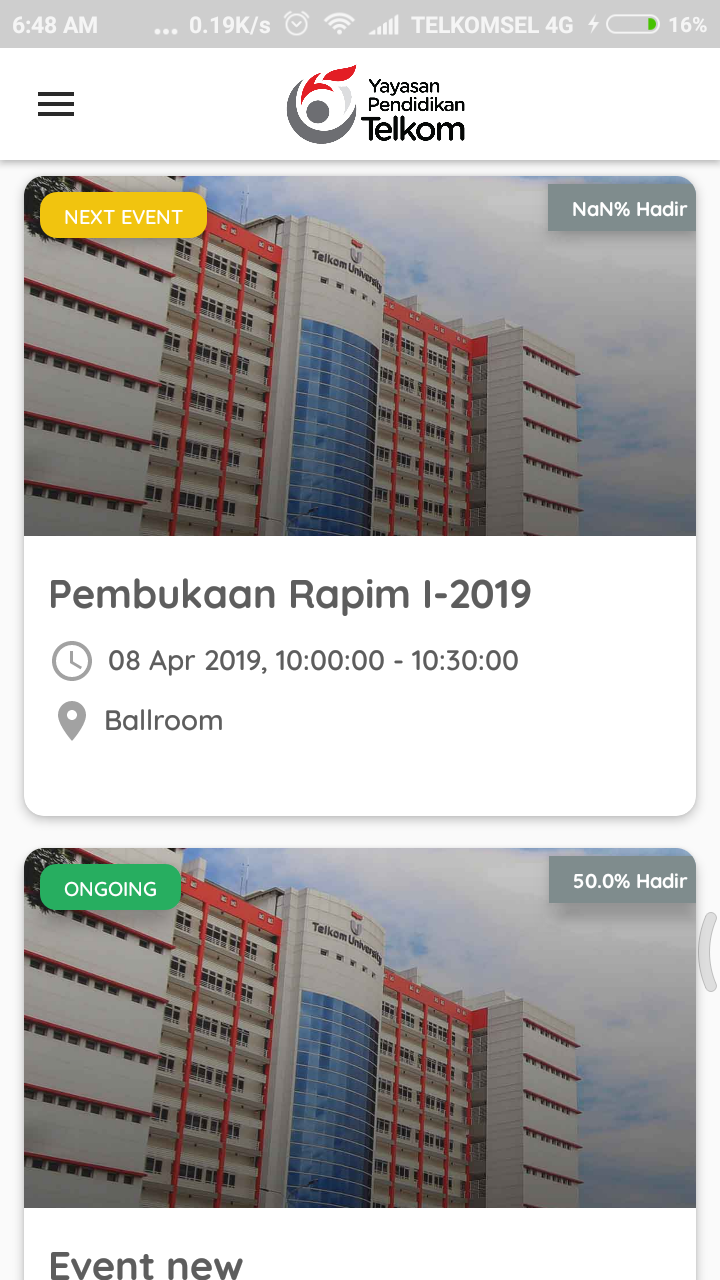 6:48 AM ... 0.19K/s TELKOMSEL 4G 16%
Yayasan
Pendidikan
Telkom
NEXT EVENT
NaN% Hadir
Telkom University
Pembukaan Rapim I-2019
08 Apr 2019, 10:00:00 - 10:30:00
Ballroom
ONGOING
50.0% Hadir
Telkom University
Event new